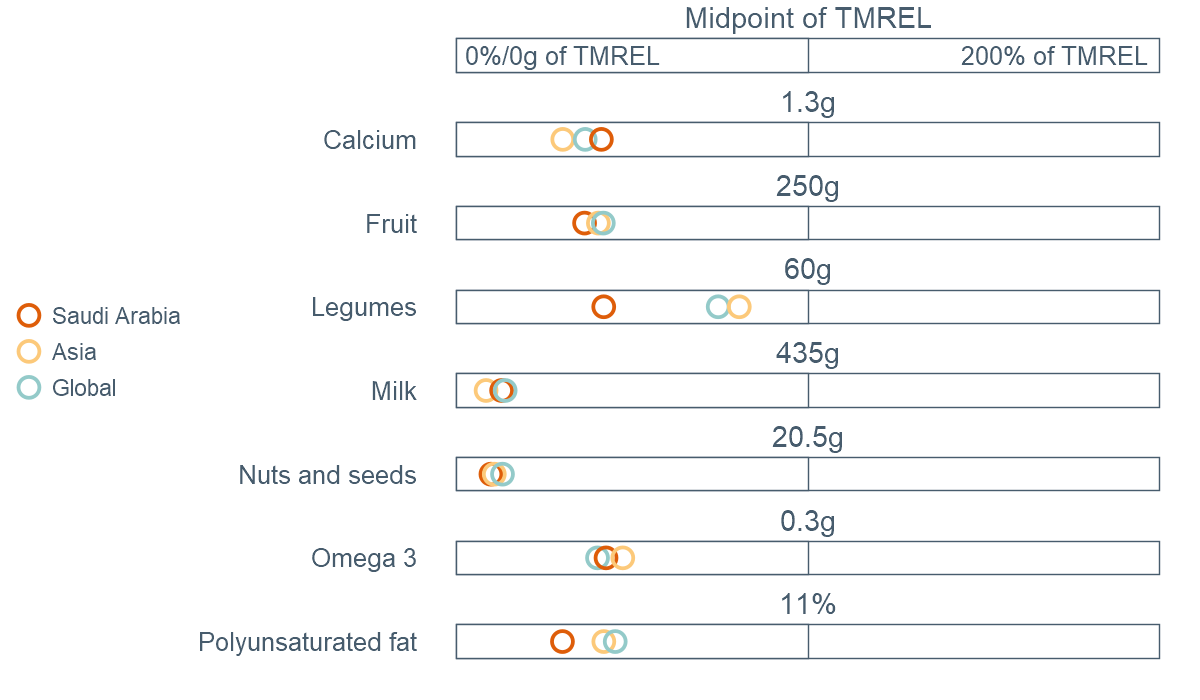 Midpoint of TMREL
0%/0g of TMREL
200% of TMREL
1.3g
Calcium
250g
Fruit
60g
Legumes
435g
Milk
20.5g
Nuts and seeds
0.3g
Omega 3
11%
Polyunsaturated fat
Saudi Arabia
Asia
Global